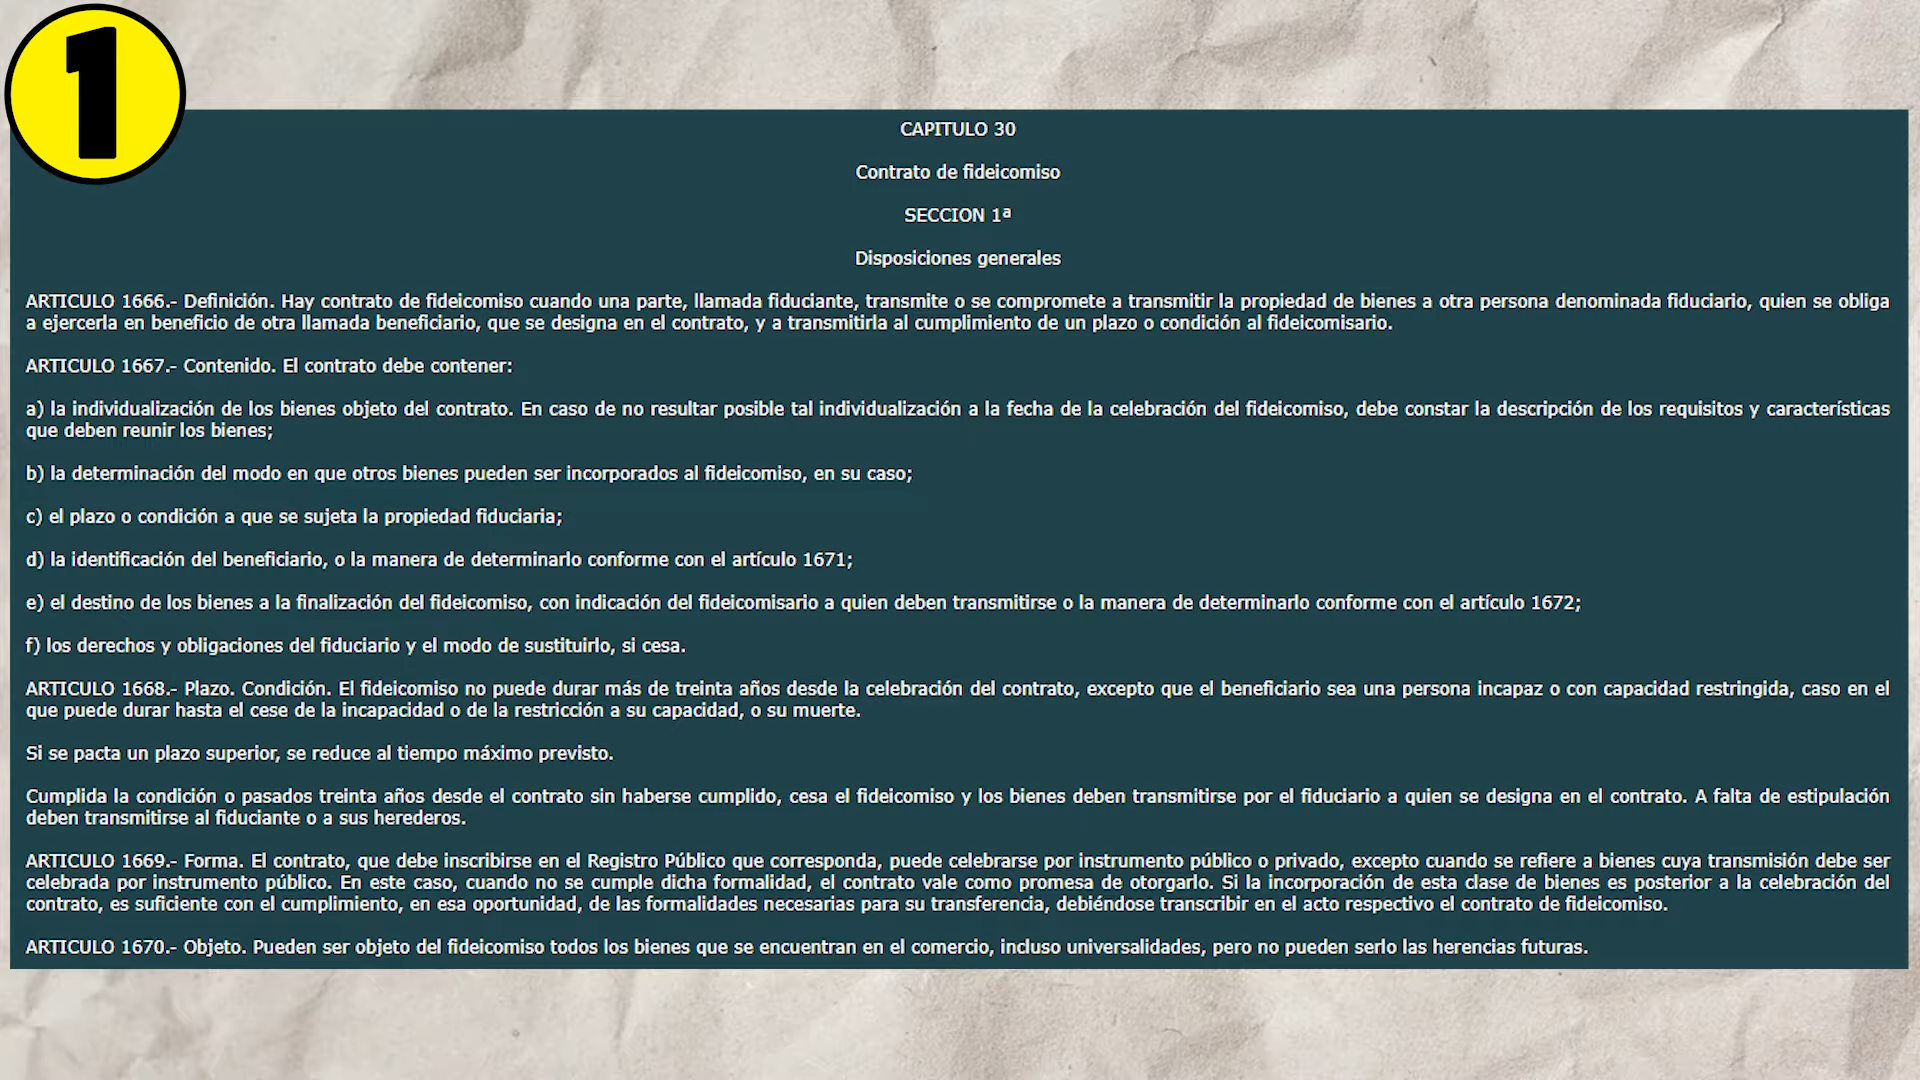 1
CAPITULO 30
Contrato de fideicomiso
SECCION 1ª
Disposiciones generales
ARTICULO 1666.- Definición. Hay contrato de fideicomiso cuando una parte, llamada fiduciante, transmite o se compromete a transmitir la propiedad de bienes a otra persona denominada fiduciario, quien se obliga
a ejercerla en beneficio de otra llamada beneficiario, que se designa en el contrato, y a transmitirla al cumplimiento de un plazo o condición al fideicomisario.
ARTICULO 1667.- Contenido. El contrato debe contener:
a) la individualización de los bienes objeto del contrato. En caso de no resultar posible tal individualización a la fecha de la celebración del fideicomiso, debe constar la descripción de los requisitos y características
que deben reunir los bienes;
b) la determinación del modo en que otros bienes pueden ser incorporados al fideicomiso, en su caso;
c) el plazo o condición a que se sujeta la propiedad fiduciaria;
d) la identificación del beneficiario, o la manera de determinarlo conforme con el artículo 1671;
e) el destino de los bienes a la finalización del fideicomiso, con indicación del fideicomisario a quien deben transmitirse o la manera de determinarlo conforme con el artículo 1672;
f) los derechos y obligaciones del fiduciario y el modo de sustituirlo, si cesa.
ARTICULO 1668.- Plazo. Condición. El fideicomiso no puede durar más de treinta años desde la celebración del contrato, excepto que el beneficiario sea una persona incapaz o con capacidad restringida, caso en el
que puede durar hasta el cese de la incapacidad o de la restricción a su capacidad, o su muerte.
Si se pacta un plazo superior, se reduce al tiempo máximo previsto.
Cumplida la condición o pasados treinta años desde el contrato sin haberse cumplido, cesa el fideicomiso y los bienes deben transmitirse por el fiduciario a quien se designa en el contrato. A falta de estipulación
deben transmitirse al fiduciante o a sus herederos.
ARTICULO 1669.- Forma. El contrato, que debe inscribirse en el Registro Público que corresponda, puede celebrarse por instrumento público o privado, excepto cuando se refiere a bienes cuya transmisión debe ser
celebrada por instrumento público. En este caso, cuando no se cumple dicha formalidad, el contrato vale como promesa de otorgarlo. Si la incorporación de esta clase de bienes es posterior a la celebración del
contrato, es suficiente con el cumplimiento, en esa oportunidad, de las formalidades necesarias para su transferencia, debiéndose transcribir en el acto respectivo el contrato de fideicomiso.
ARTICULO 1670.- Objeto. Pueden ser objeto del fideicomiso todos los bienes que se encuentran en el comercio, incluso universalidades, pero no pueden serlo las herencias futuras.